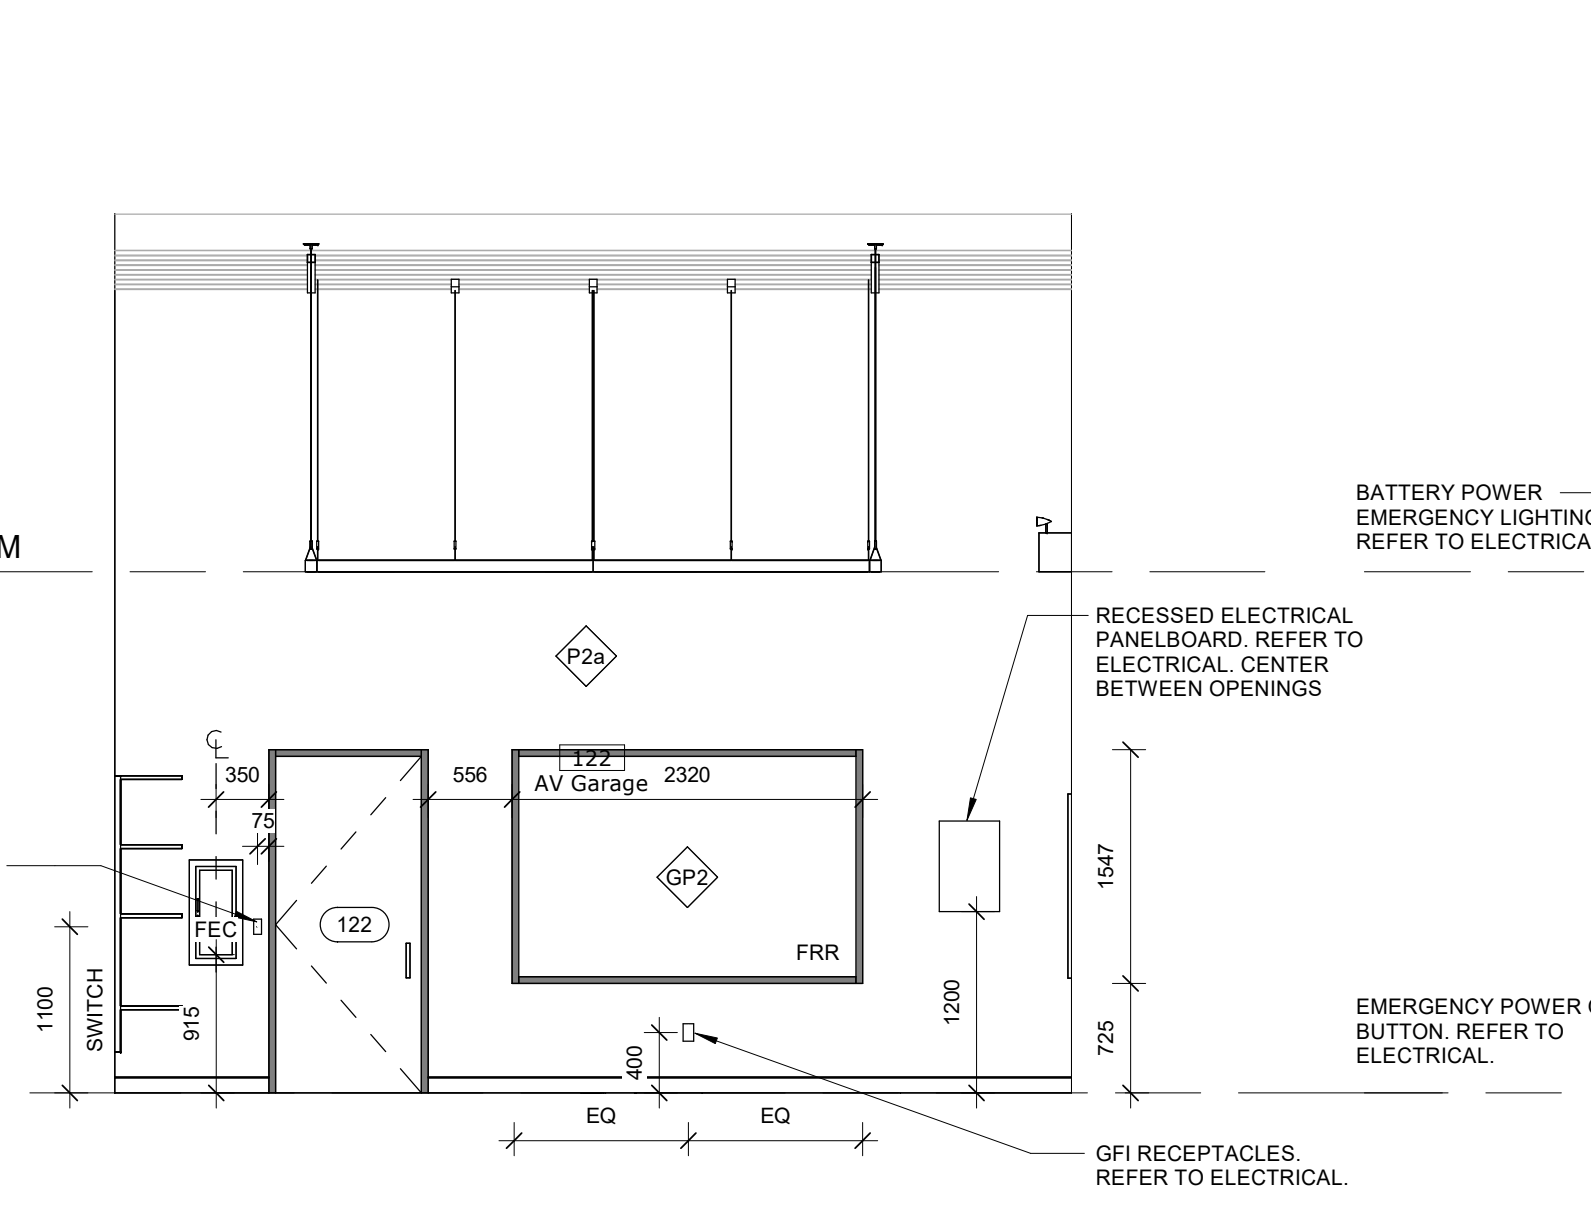 BATTERY POWER
EMERGENCY LIGHTING
REFER TO ELECTRICA
M
RECESSED ELECTRICAL
PANELBOARD. REFER TO
ELECTRICAL. CENTER
BETWEEN OPENINGS
P2a
CL
122
AV Garage
350
556
2320
75
1547
GP2
FEC
122
FRR
1100
SWITCH
915
400
1200
725
EMERGENCY POWER
BUTTON. REFER TO
ELECTRICAL.
EQ
EQ
GFI RECEPTACLES.
REFER TO ELECTRICAL.